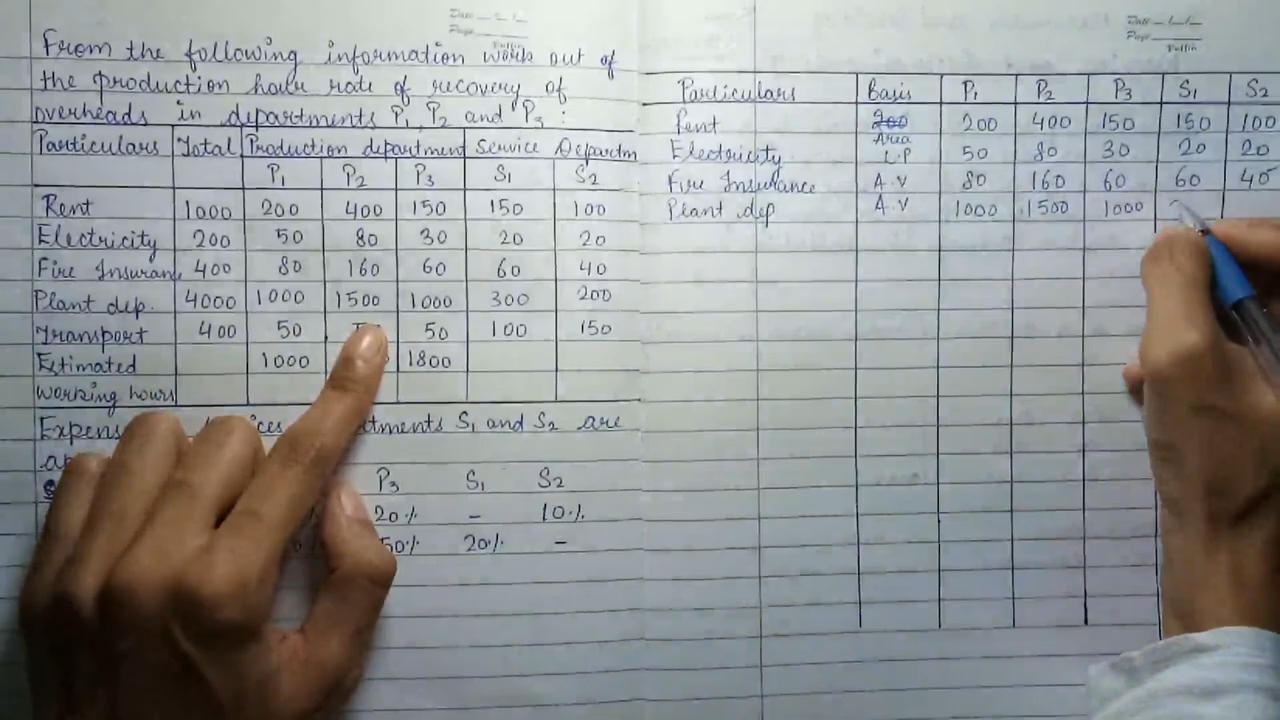 Date
Page
From the following information work out of
the production hour rate of recovery of
overheads in departments P1, P2 and P3 :
Particulars Total Production department Service Departm
P1 P2 P3 S1 S2
Rent 1000 200 400 150 150 100
Electricity 200 50 80 30 20 20
Fire Insuran 400 80 160 60 60 40
Plant dep. 4000 1000 1500 1000 300 200
Transport 400 50 50 100 150
Estimated 1000 1800
working hours
S1 and S2 are
P3 S1 S2
20% - 10%
50% 20% -
Date
Page
Particulars Basis P1 P2 P3 S1 S2
Rent Area 200 400 150 150 100
Electricity L.P 50 80 30 20 20
Fire Insurance A.V 80 160 60 60 40
Plant dep A.V 1000 1500 1000